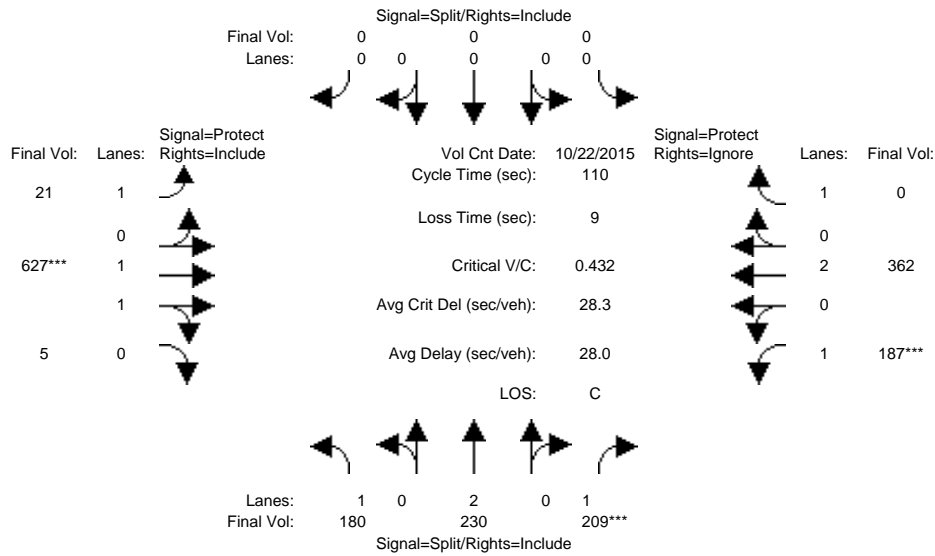 Signal=Split/Rights=Include
Final Vol: 0 0 0
Lanes: 0 0 0 0 0
Signal=Protect Signal=Protect
Final Vol: Lanes: Rights=Include Vol Cnt Date: 10/22/2015 Rights=Ignore Lanes: Final Vol:
Cycle Time (sec): 110
21 1 1 0
Loss Time (sec): 9
0 0
627*** 1 Critical V/C: 0.432 2 362
1 Avg Crit Del (sec/veh): 28.3 0
5 0 Avg Delay (sec/veh): 28.0 1 187***
LOS: C
Lanes: 1 0 2 0 1
Final Vol: 180 230 209***
Signal=Split/Rights=Include